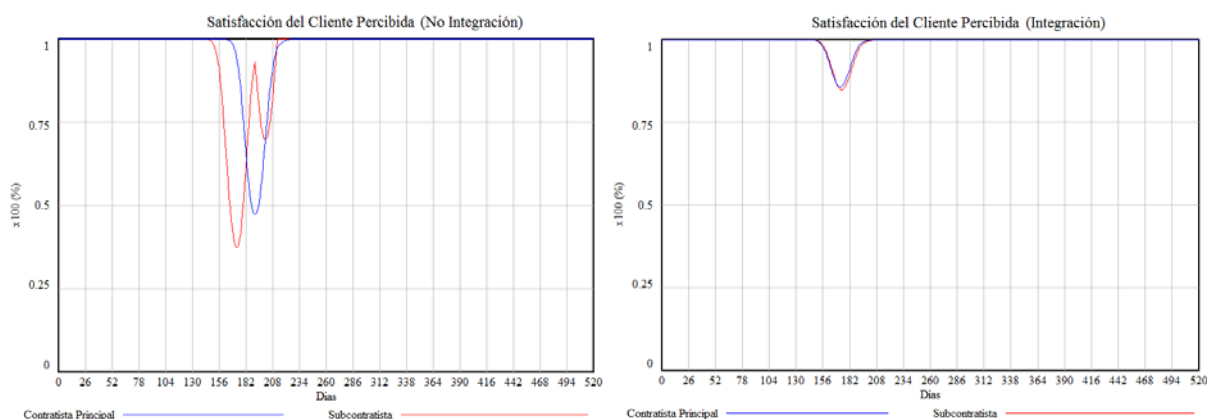 Satisfacción del Cliente Percibida (No Integración)
1
0.75
0.5
0.25
0
x 100 (%)
0 26 52 78 104 130 156 182 208 234 260 286 312 338 364 390 416 442 468 494 520
Dias
Contratista Principal Subcontratista
Satisfacción del Cliente Percibida (Integración)
1
0.75
0.5
0.25
0
x 100 (%)
0 26 52 78 104 130 156 182 208 234 260 286 312 338 364 390 416 442 468 494 520
Dias
Contratista Principal Subcontratista